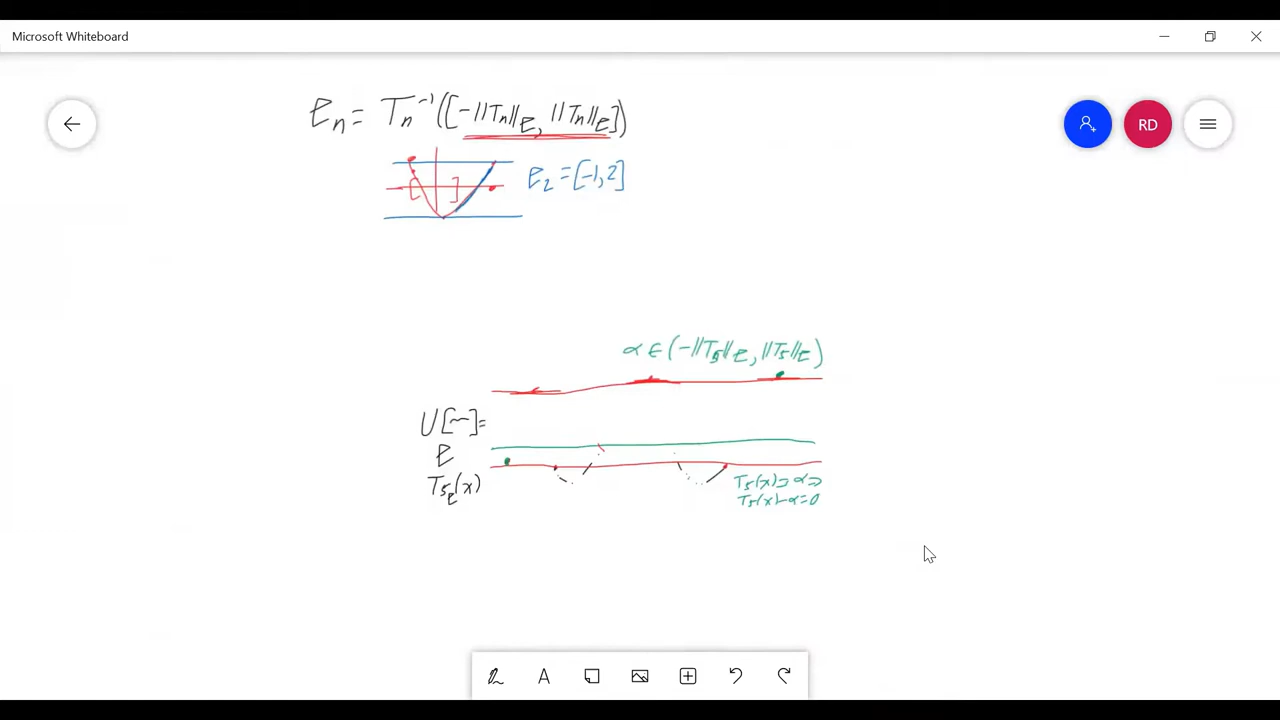 Microsoft Whiteboard
RD
e_n = T_n^{-1}([-||T_n||_e, ||T_n||_e])
e_2 = [-1, 2]
α ∈ (-||T_5||_e, ||T_5||_e)
U[~] =
e
T_5(x)
T_5(x) = α =>
T_5(x) - α = 0
A